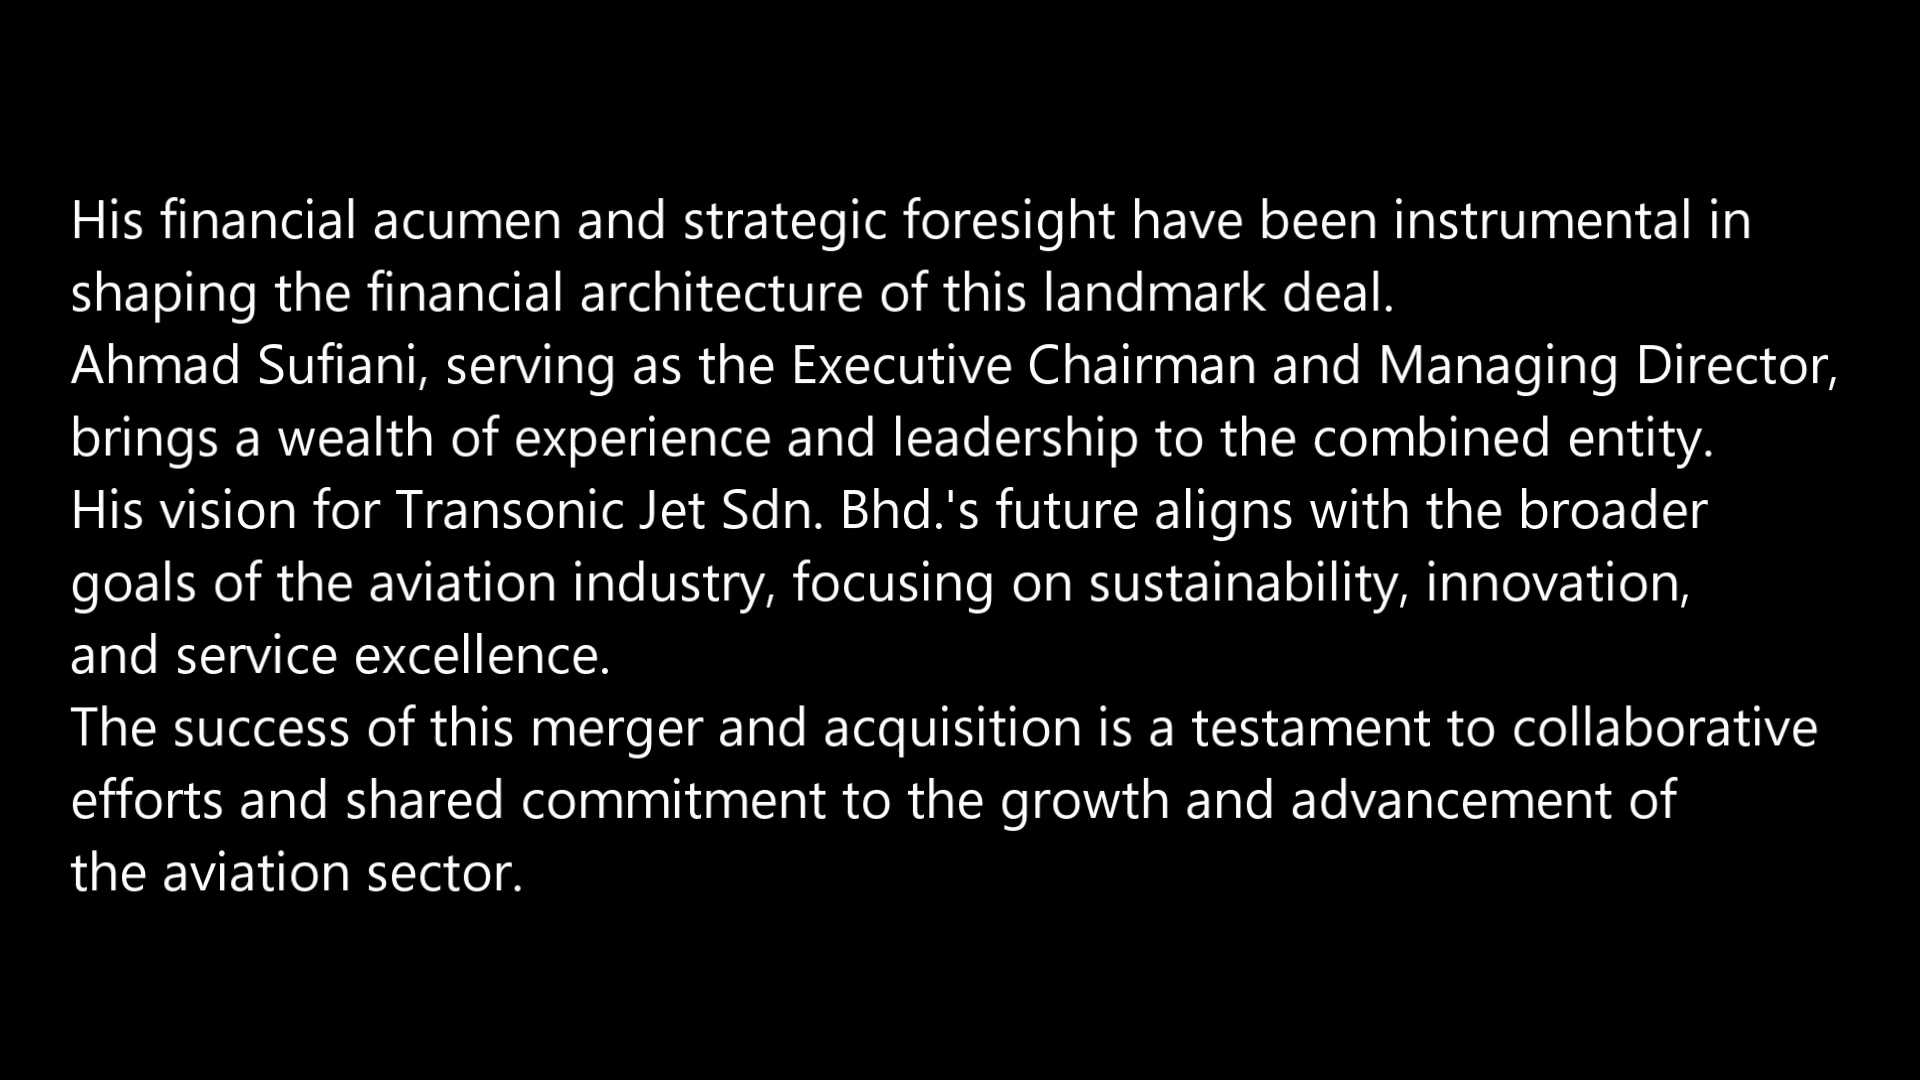 His financial acumen and strategic foresight have been instrumental in
shaping the financial architecture of this landmark deal.
Ahmad Sufiani, serving as the Executive Chairman and Managing Director,
brings a wealth of experience and leadership to the combined entity.
His vision for Transonic Jet Sdn. Bhd.'s future aligns with the broader
goals of the aviation industry, focusing on sustainability, innovation,
and service excellence.
The success of this merger and acquisition is a testament to collaborative
efforts and shared commitment to the growth and advancement of
the aviation sector.